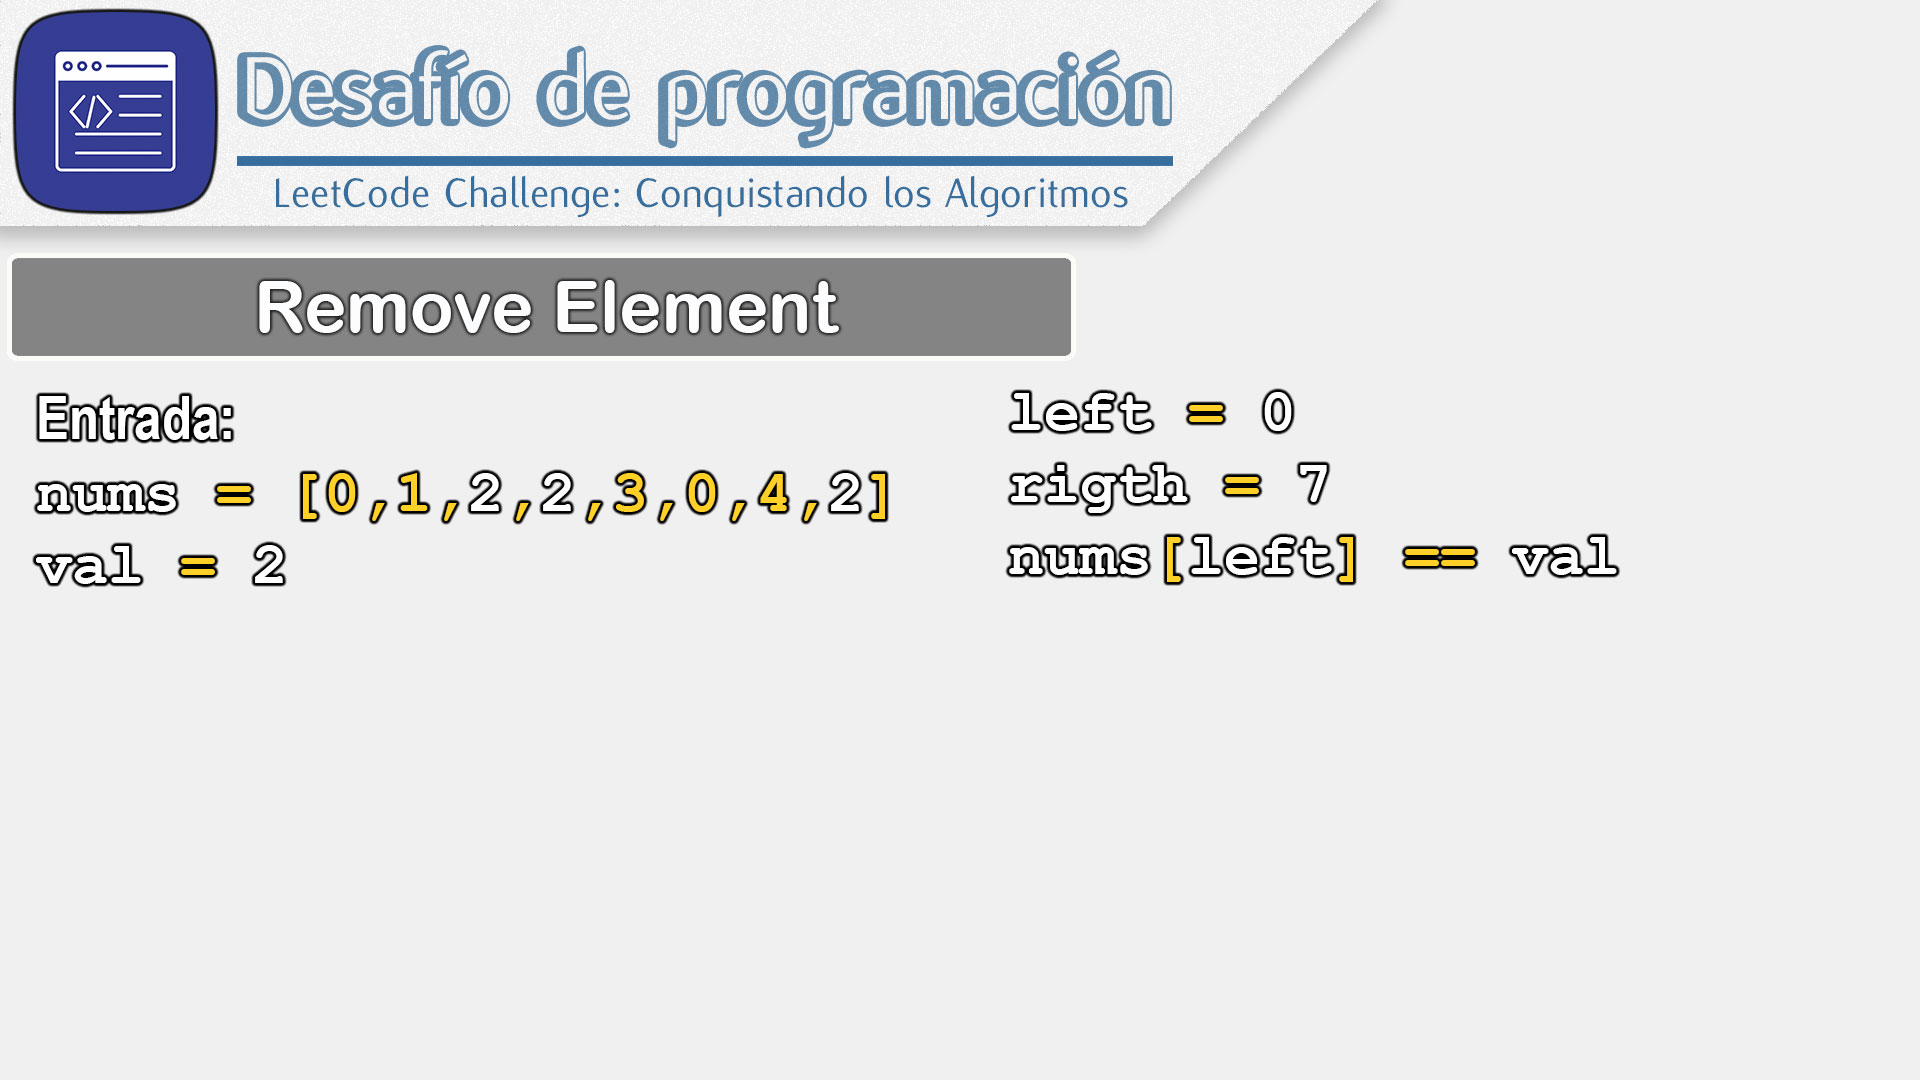 Desafío de programación
LeetCode Challenge: Conquistando los Algoritmos
Remove Element
Entrada:
nums = [0,1,2,2,3,0,4,2]
val = 2
left = 0
rigth = 7
nums[left] == val